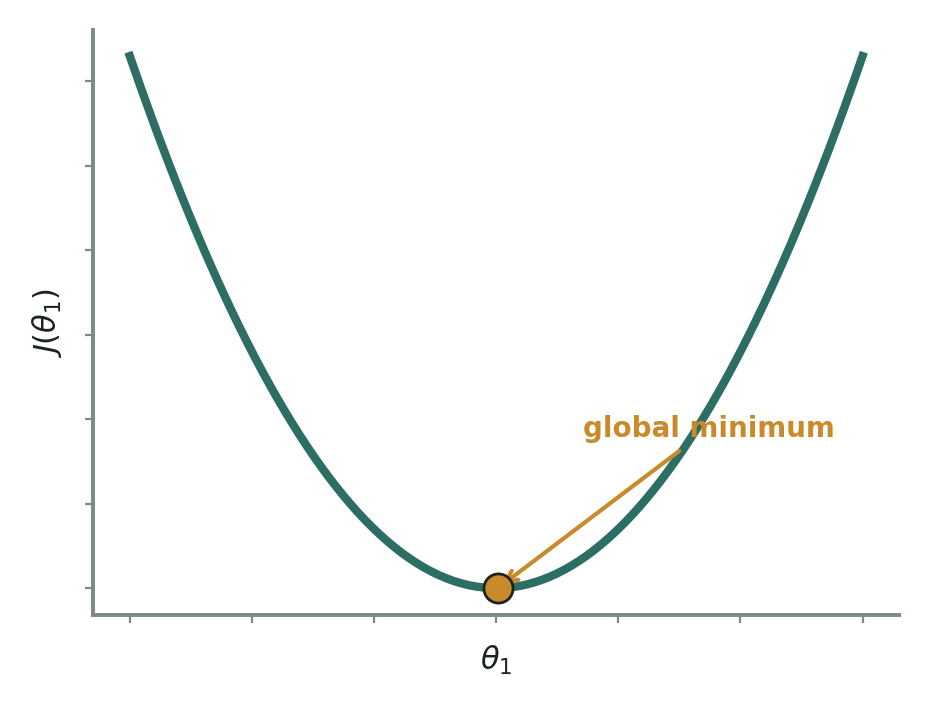 J(θ₁)
global minimum
θ₁